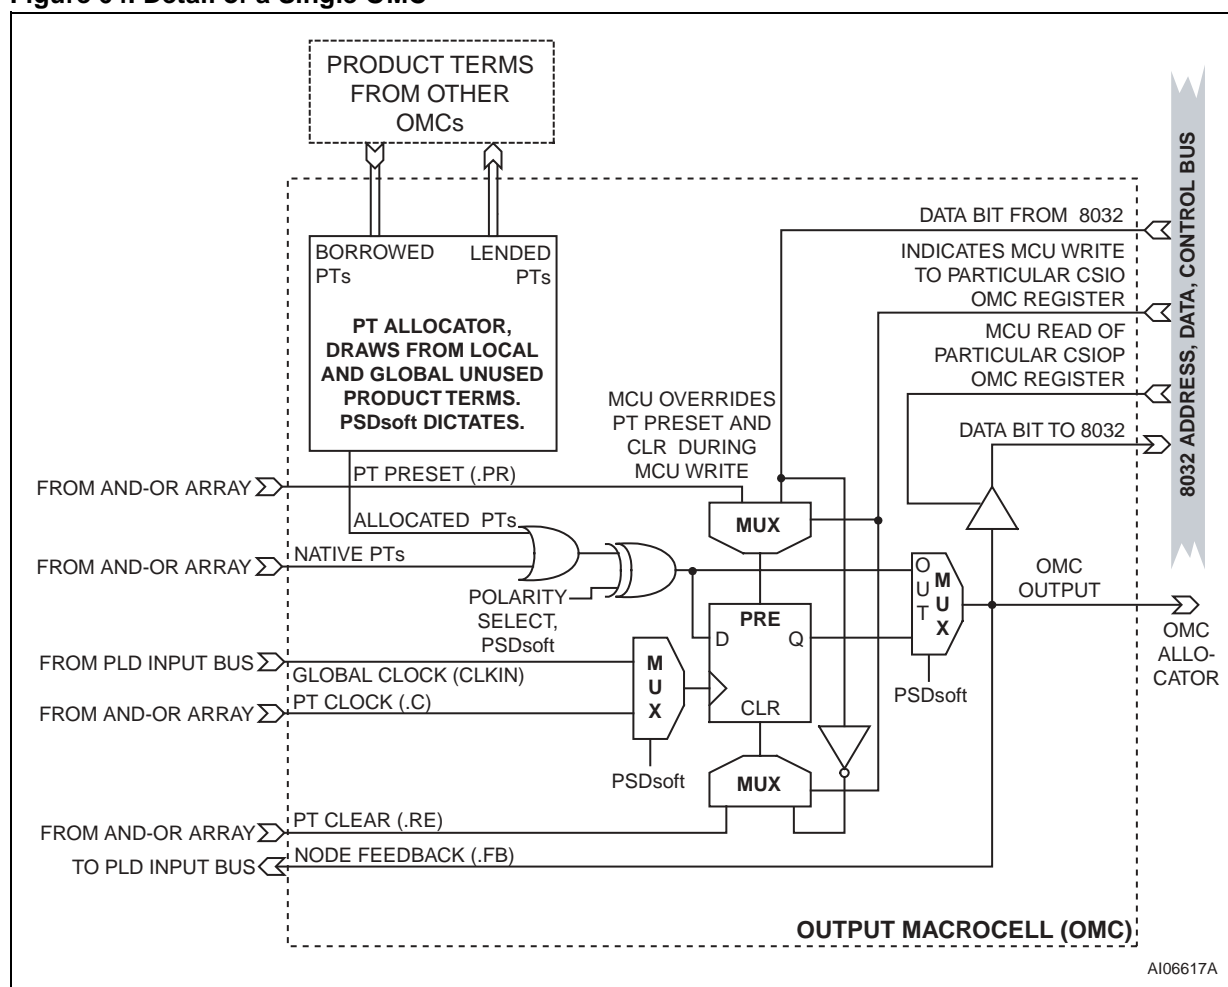 PRODUCT TERMS
FROM OTHER
OMCs
BORROWED
PTs
LENDED
PTs
PT ALLOCATOR,
DRAWS FROM LOCAL
AND GLOBAL UNUSED
PRODUCT TERMS.
PSDsoft DICTATES.
DATA BIT FROM 8032
INDICATES MCU WRITE
TO PARTICULAR CSIO
OMC REGISTER
MCU READ OF
PARTICULAR CSIOP
OMC REGISTER
DATA BIT TO 8032
8032 ADDRESS, DATA, CONTROL BUS
MCU OVERRIDES
PT PRESET AND
CLR DURING
MCU WRITE
FROM AND-OR ARRAY
PT PRESET (.PR)
MUX
ALLOCATED PTs
FROM AND-OR ARRAY
NATIVE PTs
POLARITY
SELECT,
PSDsoft
OUT
MUX
OMC
OUTPUT
PRE
D
Q
CLR
OMC
ALLO-
CATOR
FROM PLD INPUT BUS
GLOBAL CLOCK (CLKIN)
MUX
PSDsoft
FROM AND-OR ARRAY
PT CLOCK (.C)
PSDsoft
MUX
FROM AND-OR ARRAY
PT CLEAR (.RE)
TO PLD INPUT BUS
NODE FEEDBACK (.FB)
OUTPUT MACROCELL (OMC)
AI06617A